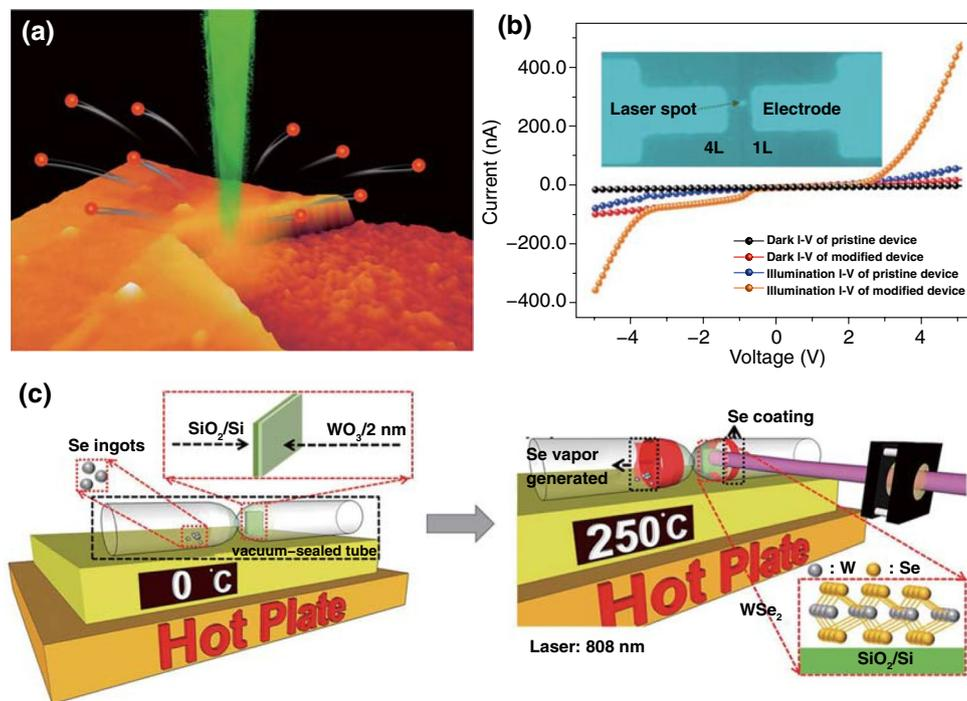 (a)
(b)
400.0
200.0
0.0
−200.0
−400.0
Current (nA)
Laser spot
Electrode
4L
1L
Dark I-V of pristine device
Dark I-V of modified device
Illumination I-V of pristine device
Illumination I-V of modified device
−4
−2
0
2
4
Voltage (V)
(c)
SiO₂/Si
WO₃/2 nm
Se ingots
vacuum−sealed tube
0 °C
Hot Plate
Se coating
Se vapor
generated
250°C
Hot Plate
: W
: Se
WSe₂
SiO₂/Si
Laser: 808 nm